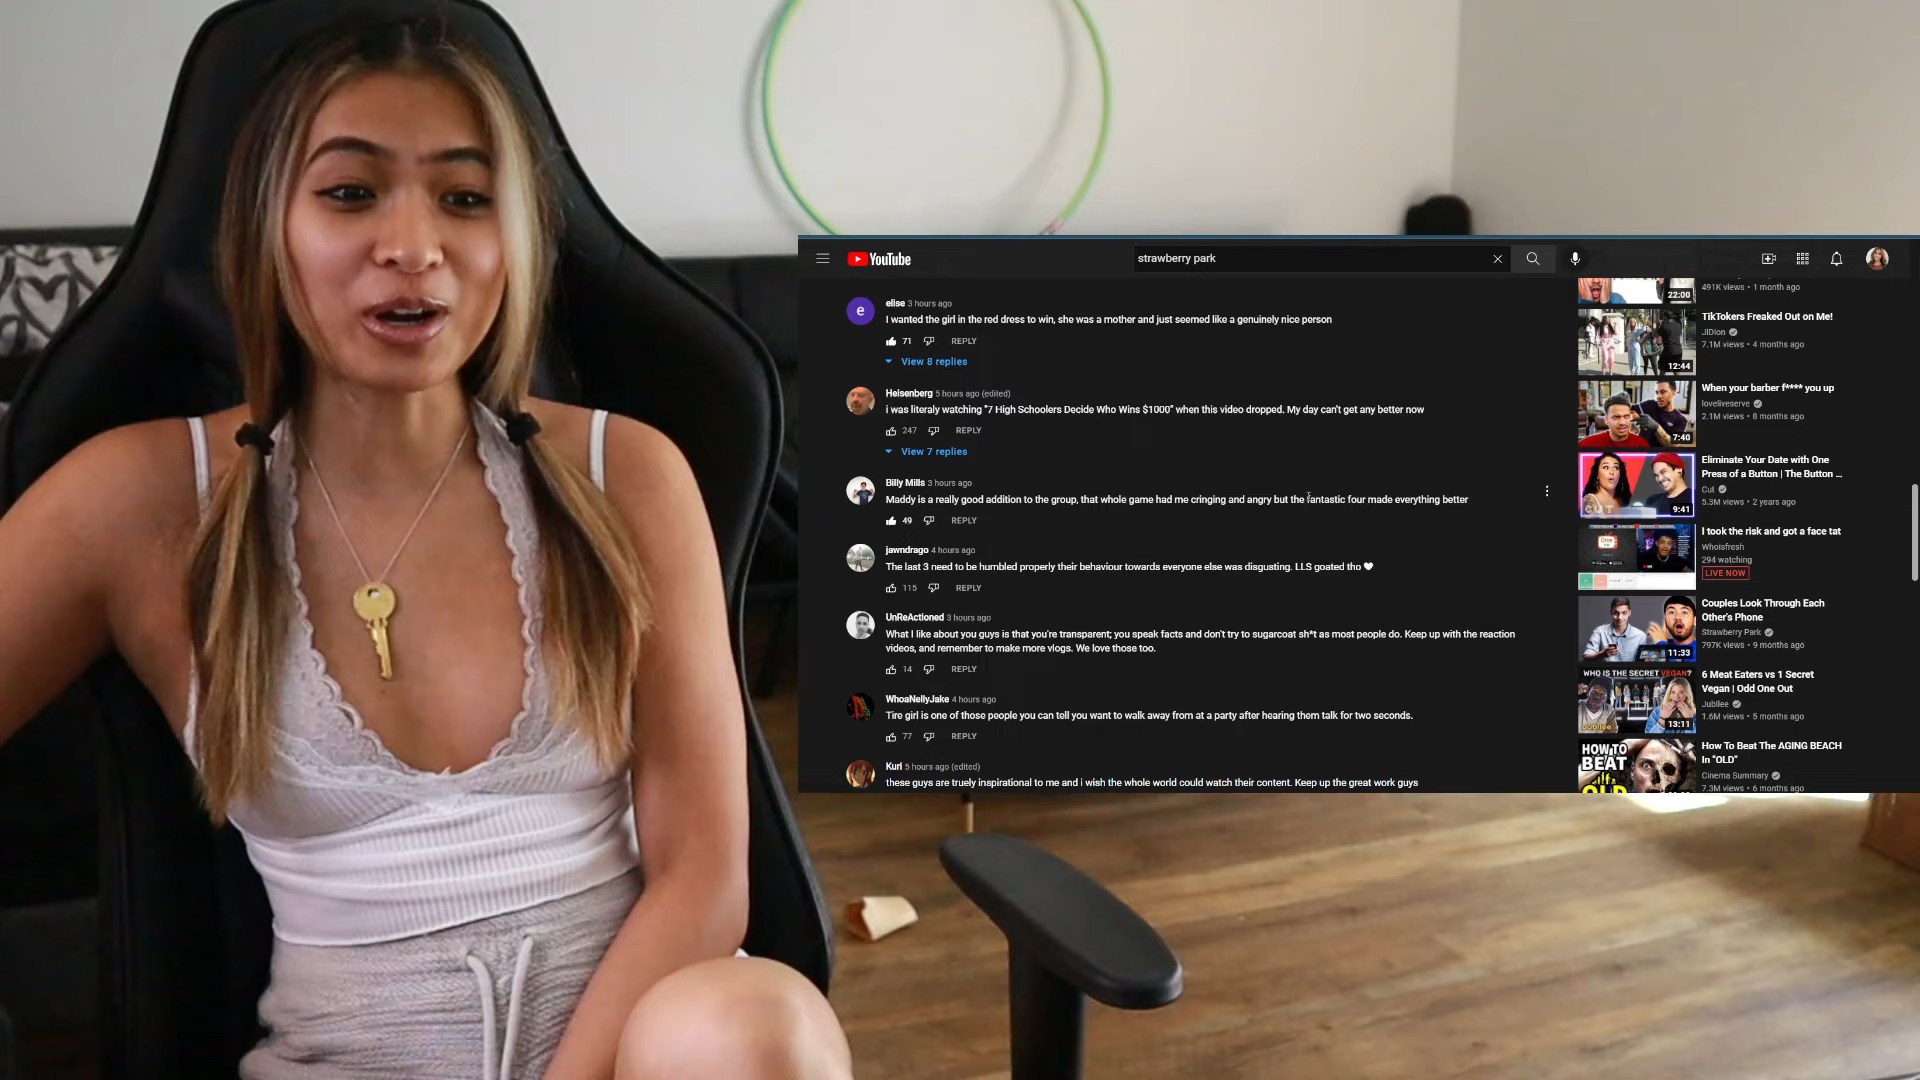 YouTube
strawberry park
elise 3 hours ago
I wanted the girl in the red dress to win, she was a mother and just seemed like a genuinely nice person
71 REPLY
View 8 replies
Heisenberg 5 hours ago (edited)
i was literaly watching "7 High Schoolers Decide Who Wins $1000" when this video dropped. My day can't get any better now
247 REPLY
View 7 replies
Billy Mills 3 hours ago
Maddy is a really good addition to the group, that whole game had me cringing and angry but the fantastic four made everything better
49 REPLY
jawndrago 4 hours ago
The last 3 need to be humbled properly their behaviour towards everyone else was disgusting. LLS goated tho 🖤
115 REPLY
UnReActioned 3 hours ago
What I like about you guys is that you're transparent; you speak facts and don't try to sugarcoat sh*t as most people do. Keep up with the reaction
videos, and remember to make more vlogs. We love those too.
14 REPLY
WhoaNellyJake 4 hours ago
Tire girl is one of those people you can tell you want to walk away from at a party after hearing them talk for two seconds.
77 REPLY
Kurl 5 hours ago (edited)
these guys are truely inspirational to me and i wish the whole world could watch their content. Keep up the great work guys
22:00
491K views • 1 month ago
12:44
TikTokers Freaked Out on Me!
JiDion
7.1M views • 4 months ago
7:40
When your barber f**** you up
loveliveserve
2.1M views • 8 months ago
CUT
9:41
Eliminate Your Date with One
Press of a Button | The Button ...
Cut
5.3M views • 2 years ago
I took the risk and got a face tat
Whoisfresh
294 watching
LIVE NOW
11:33
Couples Look Through Each
Other's Phone
Strawberry Park
797K views • 9 months ago
WHO IS THE SECRET VEGAN?
Jubilee
13:11
6 Meat Eaters vs 1 Secret
Vegan | Odd One Out
Jubilee
1.6M views • 5 months ago
HOW TO
BEAT
OLD
How To Beat The AGING BEACH
In "OLD"
Cinema Summary
7.3M views • 6 months ago